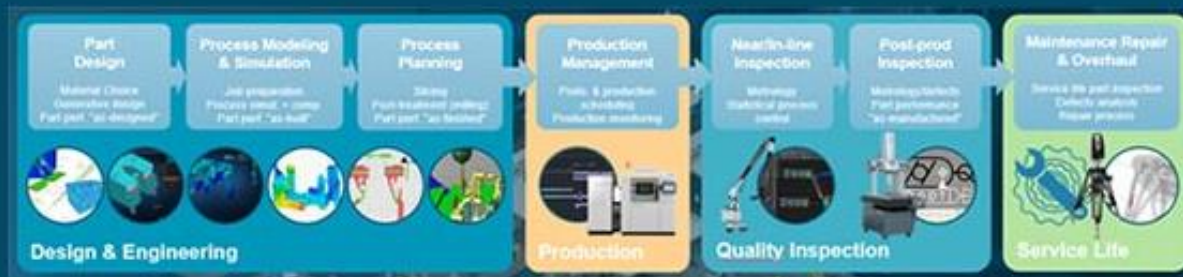 Part
Design
Material Choice
Generative design
Part perf. "as-designed"
Process Modeling
& Simulation
Job preparation
Process simul. + comp.
Part perf. "as-built"
Process
Planning
Slicing
Post-treatment (milling)
Part perf. "as-finished"
Design & Engineering
Production
Management
& production
scheduling
Production monitoring
Production
Near/In-line
Inspection
Metrology
Statistical process
control
Post-prod
Inspection
Metrology/defects
Part performance
"as-manufactured"
Quality Inspection
Maintenance Repair
& Overhaul
Service life part inspection
Defects analysis
Repair process
Service Life